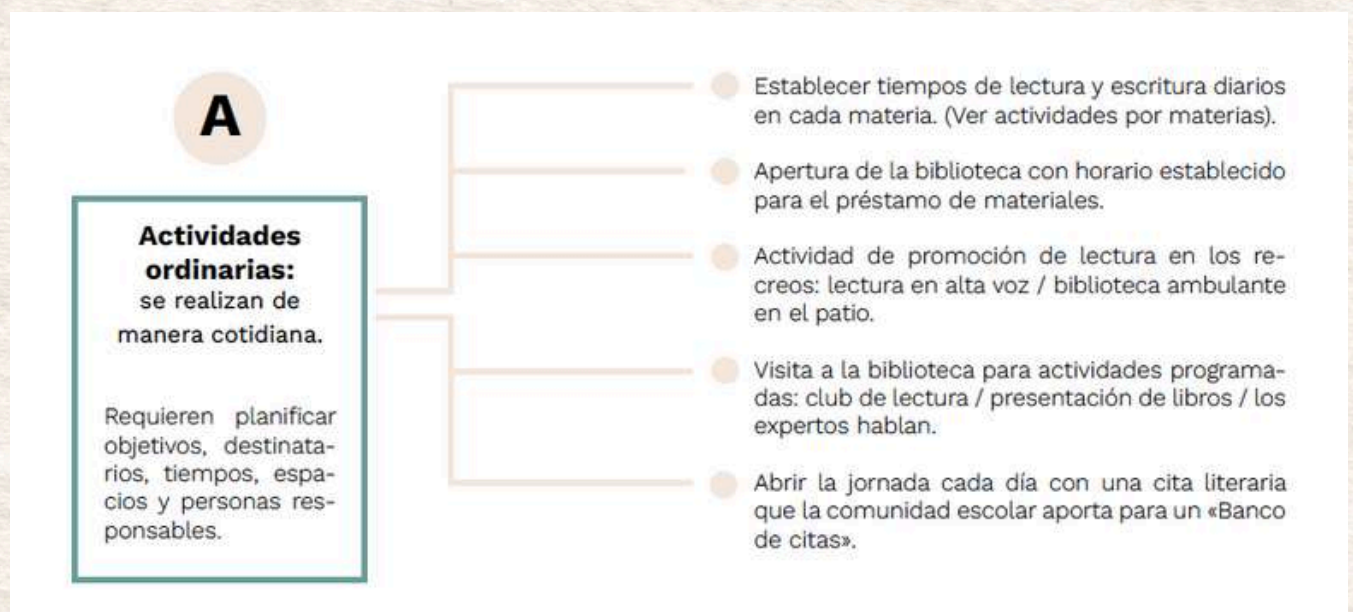 A
Actividades
ordinarias:
se realizan de
manera cotidiana.
Requieren planificar
objetivos, destinata-
rios, tiempos, espa-
cios y personas res-
ponsables.
Establecer tiempos de lectura y escritura diarios
en cada materia. (Ver actividades por materias).
Apertura de la biblioteca con horario establecido
para el préstamo de materiales.
Actividad de promoción de lectura en los re-
creos: lectura en alta voz / biblioteca ambulante
en el patio.
Visita a la biblioteca para actividades programa-
das: club de lectura / presentación de libros / los
expertos hablan.
Abrir la jornada cada día con una cita literaria
que la comunidad escolar aporta para un «Banco
de citas».